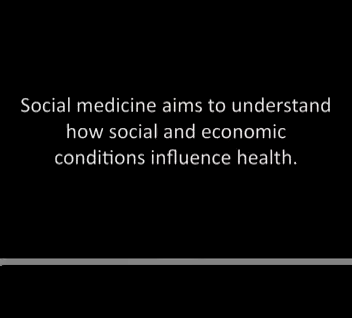 Social medicine aims to understand
how social and economic
conditions influence health.